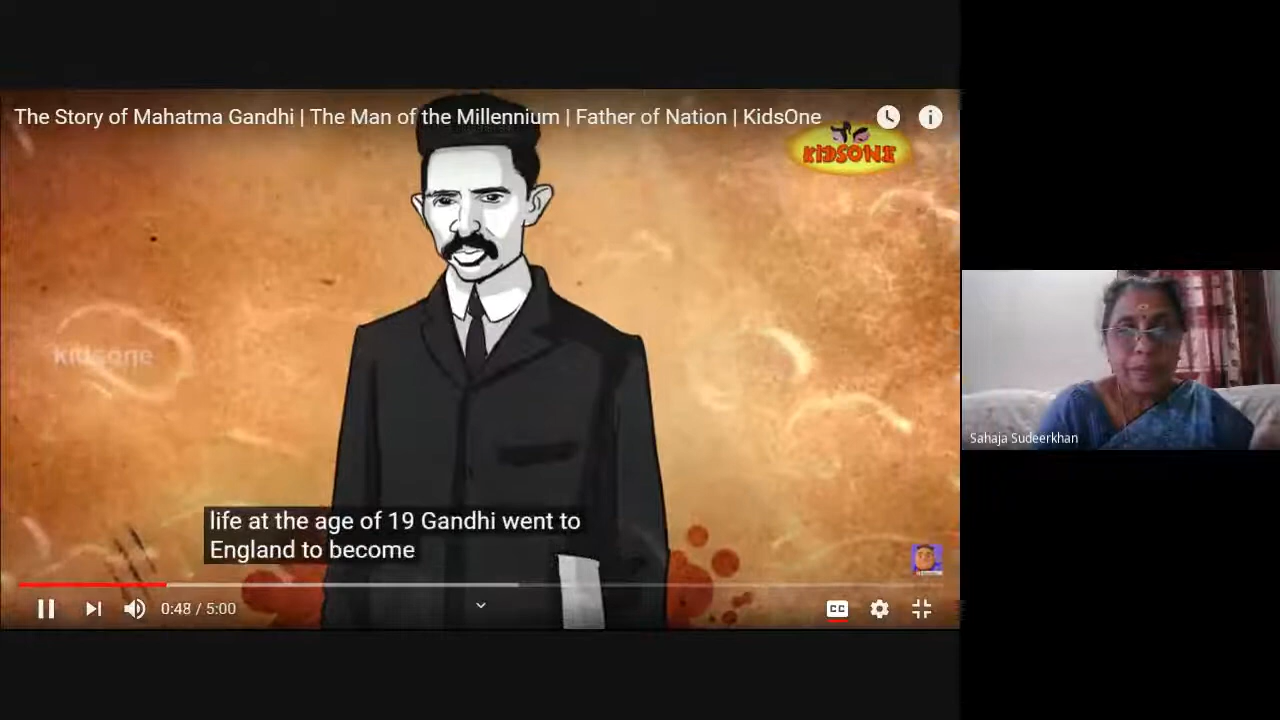 The Story of Mahatma Gandhi | The Man of the Millennium | Father of Nation | KidsOne
KIDSONE
kidsone
Sahaja Sudeerkhan
life at the age of 19 Gandhi went to
England to become
0:48 / 5:00
CC